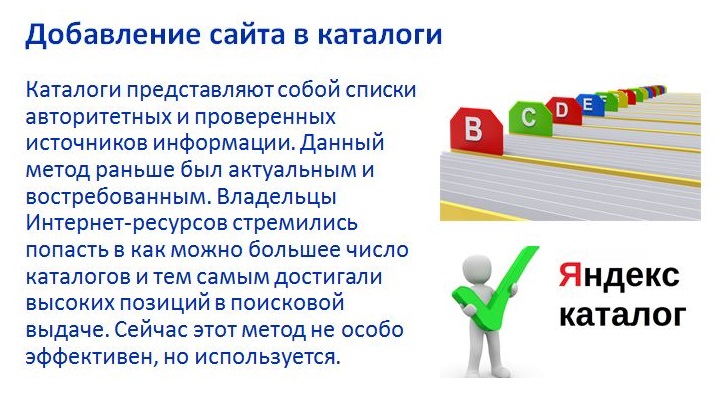 Добавление сайта в каталоги
Каталоги представляют собой списки
авторитетных и проверенных
источников информации. Данный
метод раньше был актуальным и
востребованным. Владельцы
Интернет-ресурсов стремились
попасть в как можно большее число
каталогов и тем самым достигали
высоких позиций в поисковой
выдаче. Сейчас этот метод не особо
эффективен, но используется.
B
C
D
E
F
Яндекс
каталог